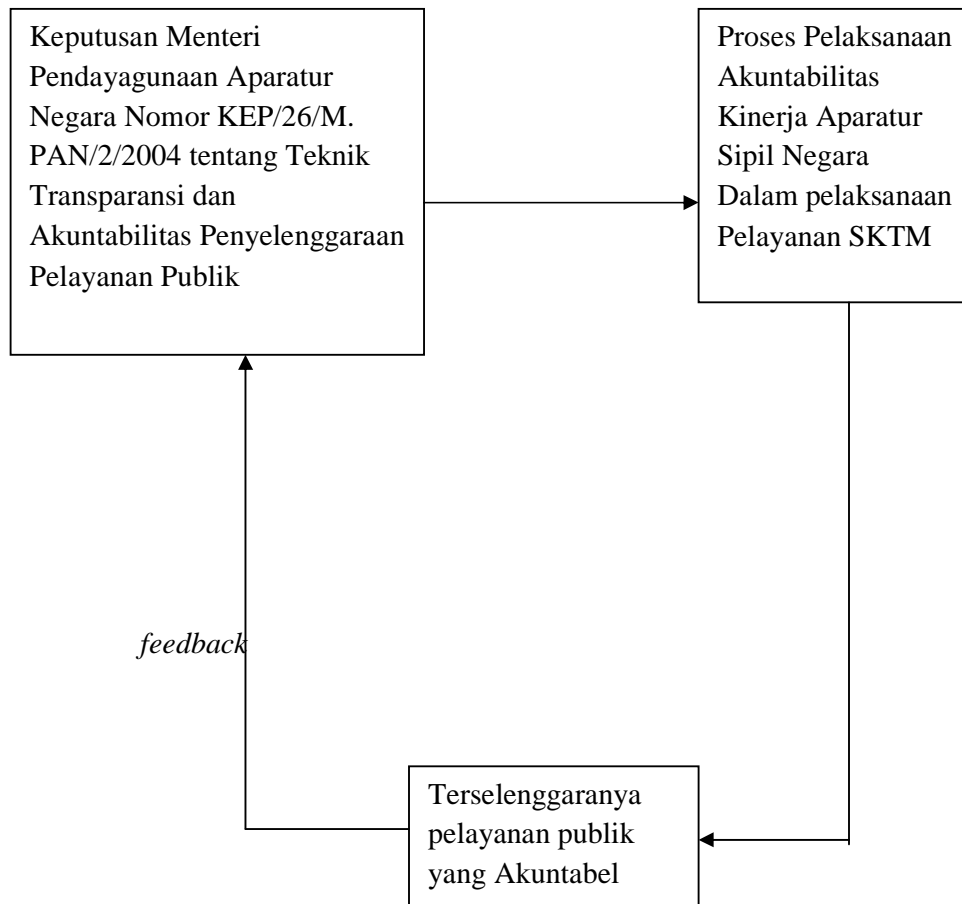 Keputusan Menteri
Pendayagunaan Aparatur
Negara Nomor KEP/26/M.
PAN/2/2004 tentang Teknik
Transparansi dan
Akuntabilitas Penyelenggaraan
Pelayanan Publik
Proses Pelaksanaan
Akuntabilitas
Kinerja Aparatur
Sipil Negara
Dalam pelaksanaan
Pelayanan SKTM
feedback
Terselenggaranya
pelayanan publik
yang Akuntabel